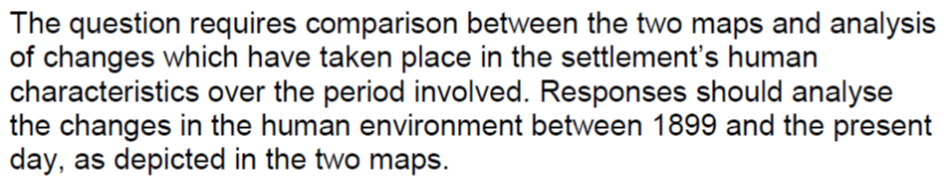 The question requires comparison between the two maps and analysis
of changes which have taken place in the settlement's human
characteristics over the period involved. Responses should analyse
the changes in the human environment between 1899 and the present
day, as depicted in the two maps.